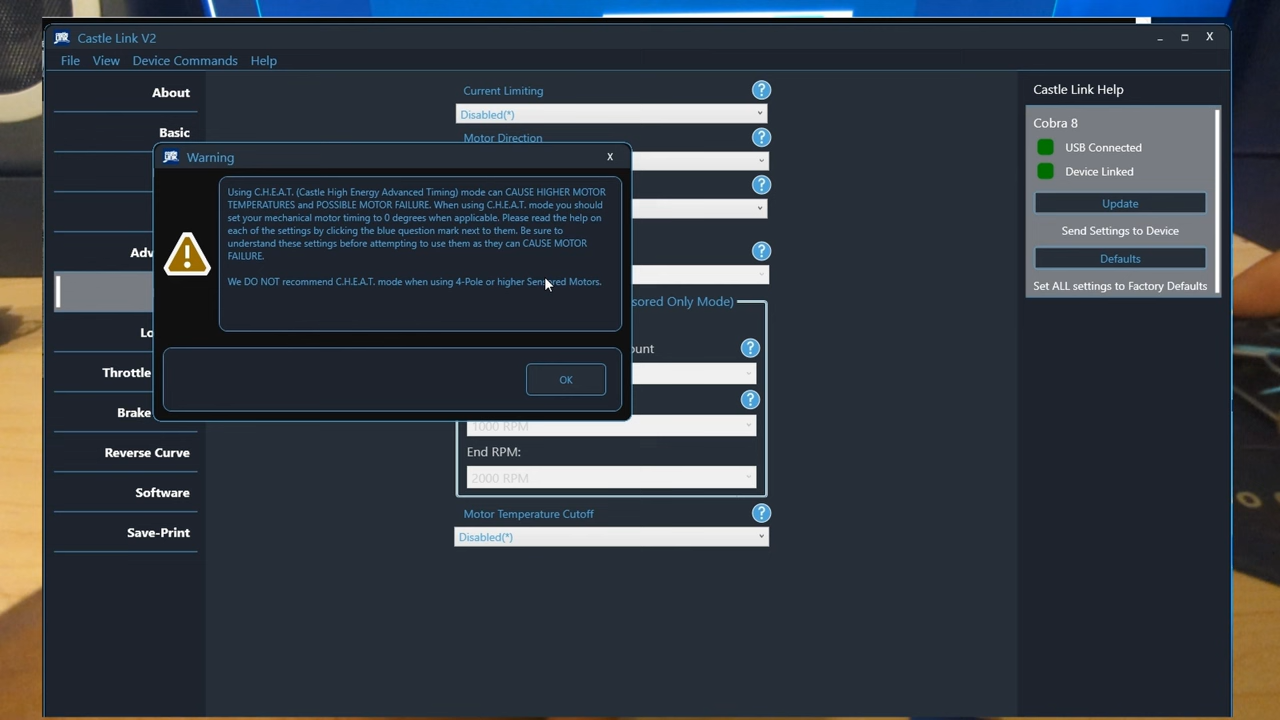 Castle Link V2
File View Device Commands Help
About
Basic
Adv
Lo
Throttle
Brake
Reverse Curve
Software
Save-Print
Current Limiting
Disabled(*)
Motor Direction
Warning
Using C.H.E.A.T. (Castle High Energy Advanced Timing) mode can CAUSE HIGHER MOTOR
TEMPERATURES and POSSIBLE MOTOR FAILURE. When using C.H.E.A.T. mode you should
set your mechanical motor timing to 0 degrees when applicable. Please read the help on
each of the settings by clicking the blue question mark next to them. Be sure to
understand these settings before attempting to use them as they can CAUSE MOTOR
FAILURE.
We DO NOT recommend C.H.E.A.T. mode when using 4-Pole or higher Sensored Motors.
OK
sored Only Mode)
ount
1000 RPM
End RPM:
2000 RPM
Motor Temperature Cutoff
Disabled(*)
Castle Link Help
Cobra 8
USB Connected
Device Linked
Update
Send Settings to Device
Defaults
Set ALL settings to Factory Defaults